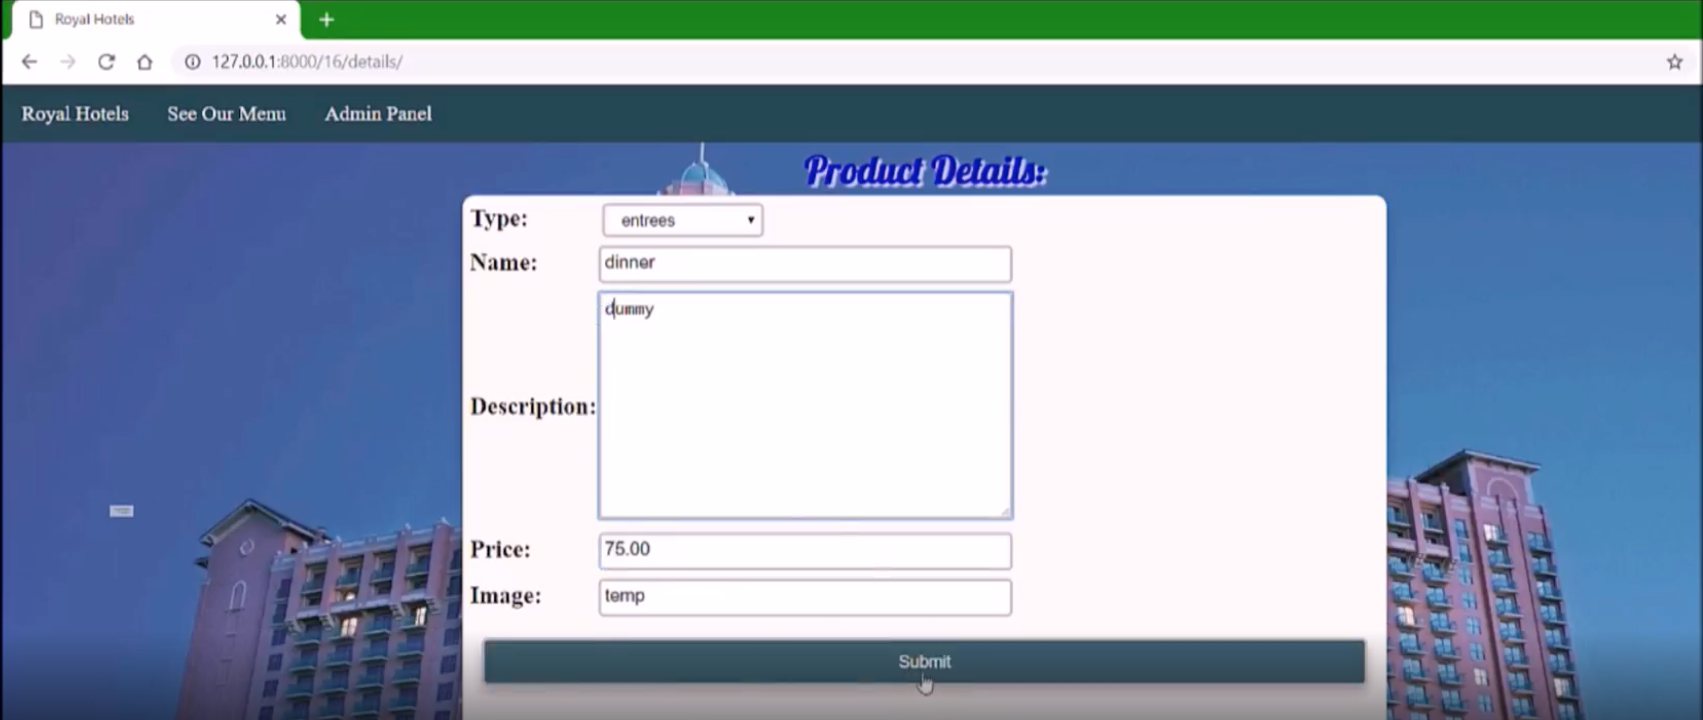 Royal Hotels
127.0.0.1:8000/16/details/
Royal Hotels See Our Menu Admin Panel
Product Details:
Type: entrees
Name: dinner
Description: dummy
Price: 75.00
Image: temp
Submit